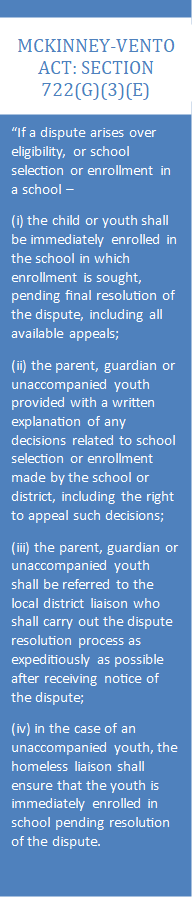 MCKINNEY-VENTO
ACT: SECTION
722(G)(3)(E)
“If a dispute arises over
eligibility, or school
selection or enrollment in
a school –
(i) the child or youth shall
be immediately enrolled in
the school in which
enrollment is sought,
pending final resolution of
the dispute, including all
available appeals;
(ii) the parent, guardian or
unaccompanied youth
provided with a written
explanation of any
decisions related to school
selection or enrollment
made by the school or
district, including the right
to appeal such decisions;
(iii) the parent, guardian or
unaccompanied youth
shall be referred to the
local district liaison who
shall carry out the dispute
resolution process as
expeditiously as possible
after receiving notice of
the dispute;
(iv) in the case of an
unaccompanied youth, the
homeless liaison shall
ensure that the youth is
immediately enrolled in
school pending resolution
of the dispute.